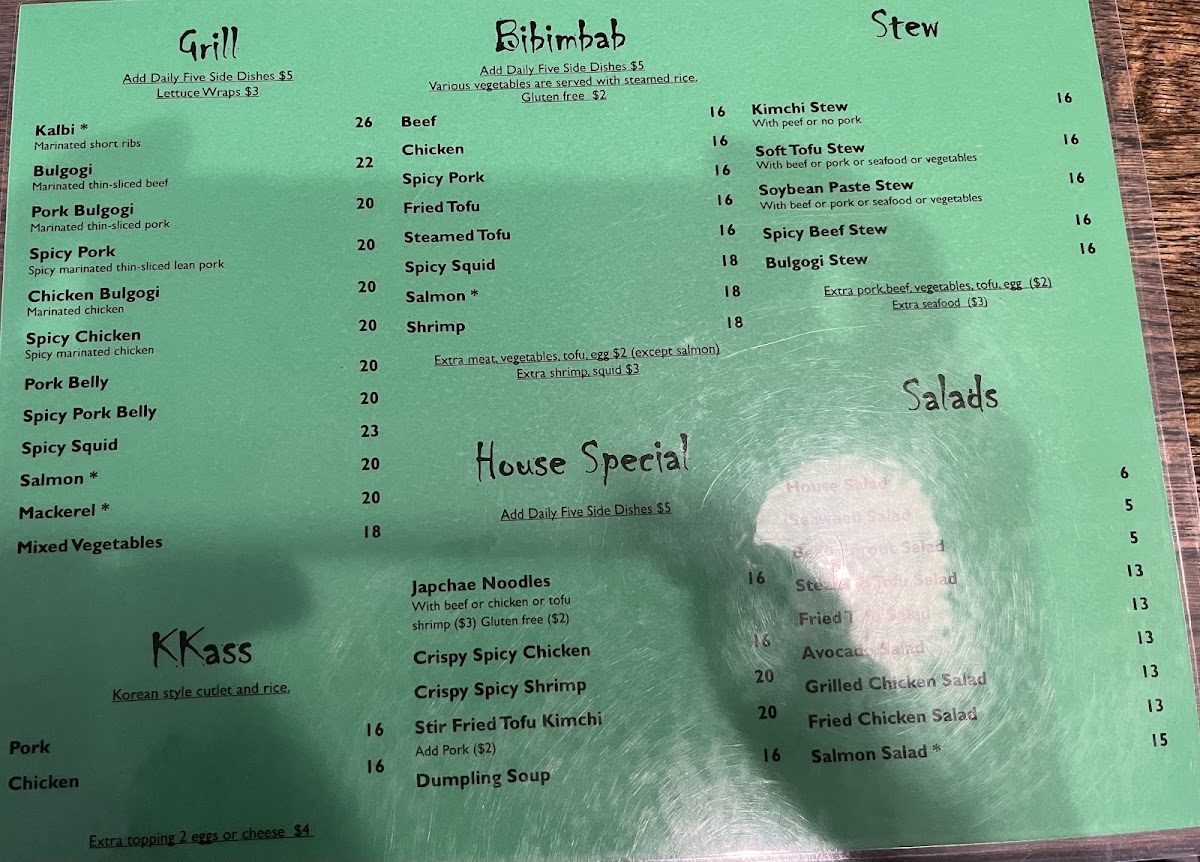 Grill
Add Daily Five Side Dishes $5
Lettuce Wraps $3
Kalbi * 26
Marinated short ribs
Bulgogi 22
Marinated thin-sliced beef
Pork Bulgogi 20
Marinated thin-sliced pork
Spicy Pork 20
Spicy marinated thin-sliced lean pork
Chicken Bulgogi 20
Marinated chicken
Spicy Chicken 20
Spicy marinated chicken
Pork Belly 20
Spicy Pork Belly 20
Spicy Squid 23
Salmon * 20
Mackerel * 20
Mixed Vegetables 18
KKass
Korean style cutlet and rice.
Pork 16
Chicken 16
Extra topping 2 eggs or cheese $4
Bibimbab
Add Daily Five Side Dishes $5
Various vegetables are served with steamed rice.
Gluten free $2
Beef 16
Chicken 16
Spicy Pork 16
Fried Tofu 16
Steamed Tofu 16
Spicy Squid 18
Salmon * 18
Shrimp 18
Extra meat, vegetables, tofu, egg $2 (except salmon)
Extra shrimp, squid $3
House Special
Add Daily Five Side Dishes $5
Japchae Noodles 16
With beef or chicken or tofu
shrimp ($3) Gluten free ($2)
Crispy Spicy Chicken 16
Crispy Spicy Shrimp 20
Stir Fried Tofu Kimchi 20
Add Pork ($2)
Dumpling Soup 16
Stew
Kimchi Stew 16
With peef or no pork
Soft Tofu Stew 16
With beef or pork or seafood or vegetables
Soybean Paste Stew 16
With beef or pork or seafood or vegetables
Spicy Beef Stew 16
Bulgogi Stew 16
Extra pork,beef, vegetables, tofu, egg ($2)
Extra seafood ($3)
Salads
House Salad 6
Seaweed Salad 5
Sprout Salad 5
Tofu Salad 13
Fried Tofu Salad 13
Avocado Salad 13
Grilled Chicken Salad 13
Fried Chicken Salad 13
Salmon Salad * 15